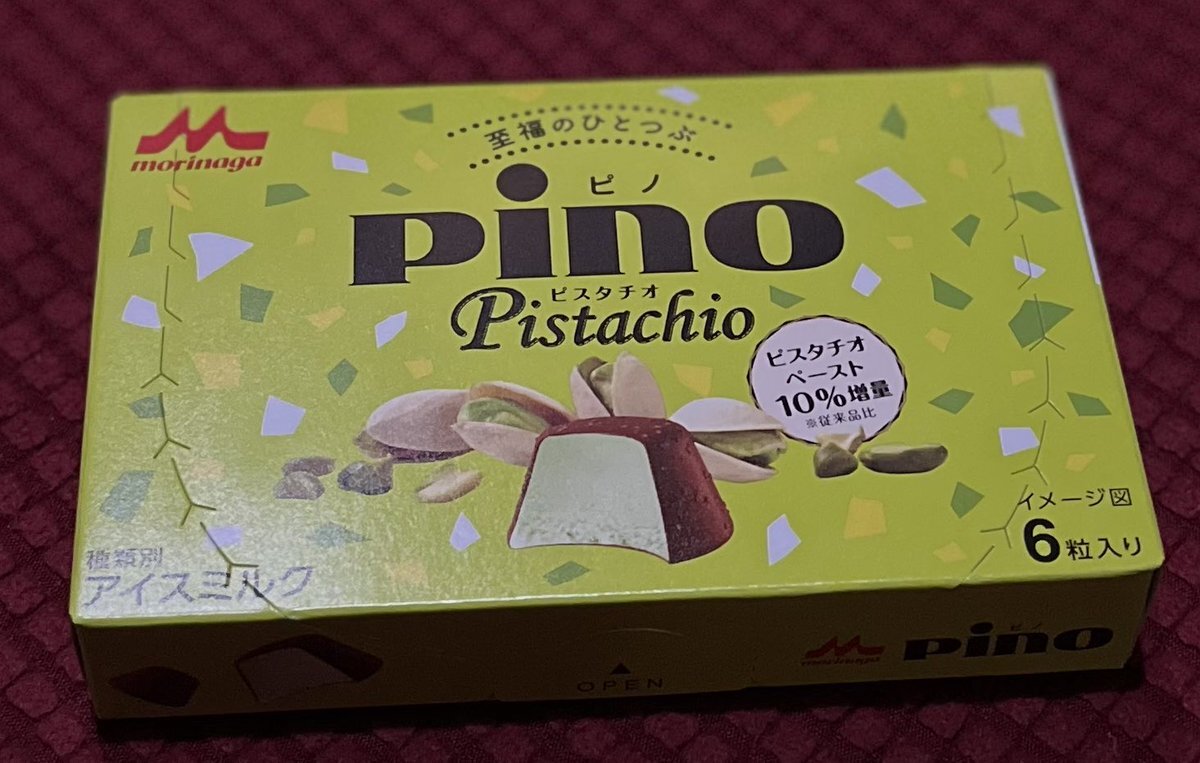 morinaga
至福のひとつぶ
ピノ
pino
ピスタチオ
Pistachio
ピスタチオ
ペースト
10%増量
※従来品比
イメージ図
6粒入り
種類別
アイスミルク
OPEN
morinaga
ピノ
pino